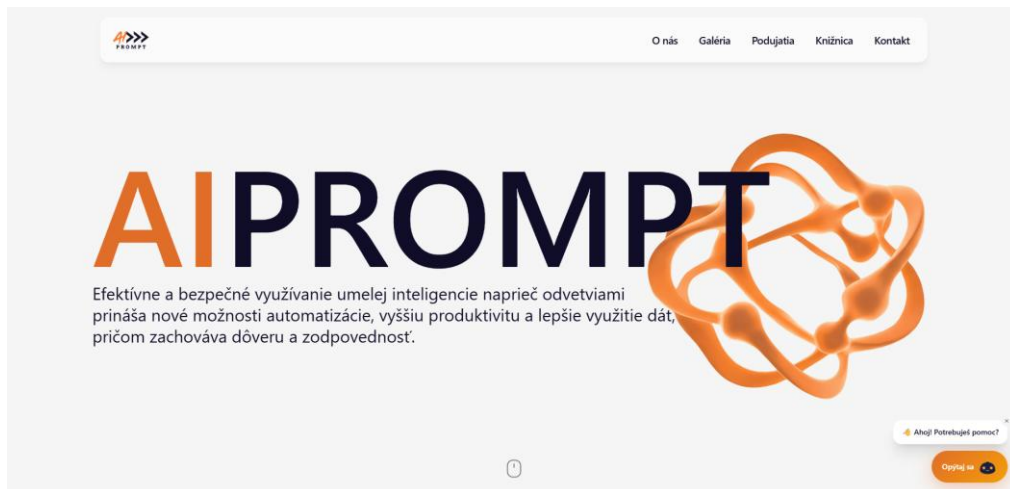 AI>>>
PROMPT
O nás
Galéria
Podujatia
Knižnica
Kontakt
AIPROMPT
Efektívne a bezpečné využívanie umelej inteligencie naprieč odvetviami
prináša nové možnosti automatizácie, vyššiu produktivitu a lepšie využitie dát,
pričom zachováva dôveru a zodpovednosť.
Ahoj! Potrebuješ pomoc?
Opýtaj sa